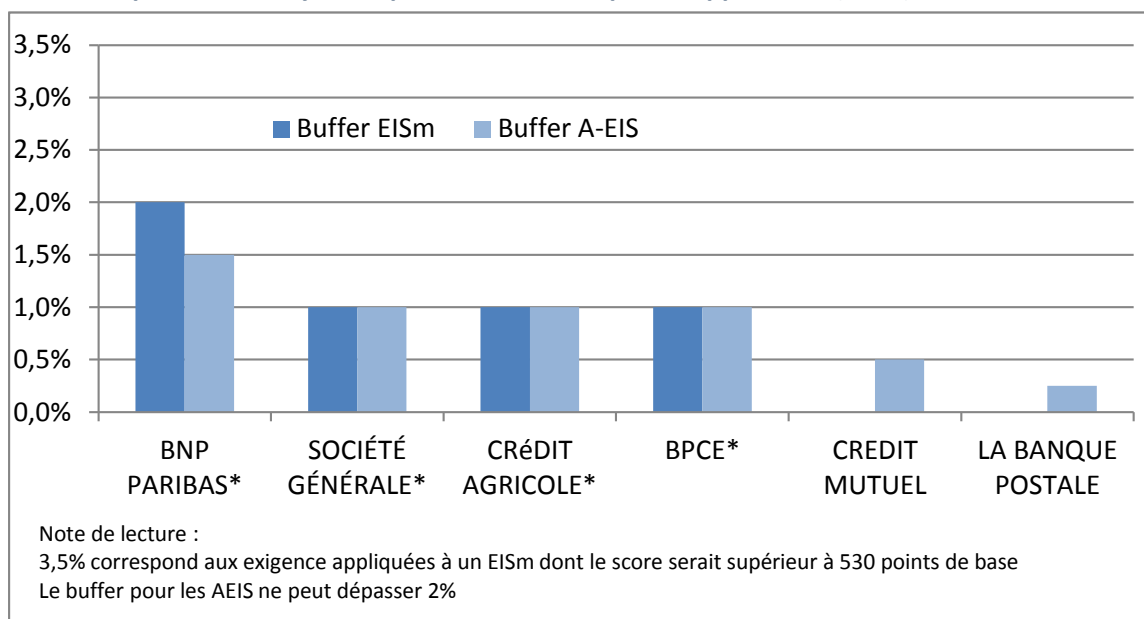 3,5%
3,0%
Buffer EISm Buffer A-EIS
2,5%
2,0%
1,5%
1,0%
0,5%
0,0%
BNP PARIBAS*
SOCIÉTÉ GÉNÉRALE*
CRéDIT AGRICOLE*
BPCE*
CREDIT MUTUEL
LA BANQUE POSTALE
Note de lecture :
3,5% correspond aux exigence appliquées à un EISm dont le score serait supérieur à 530 points de base
Le buffer pour les AEIS ne peut dépasser 2%